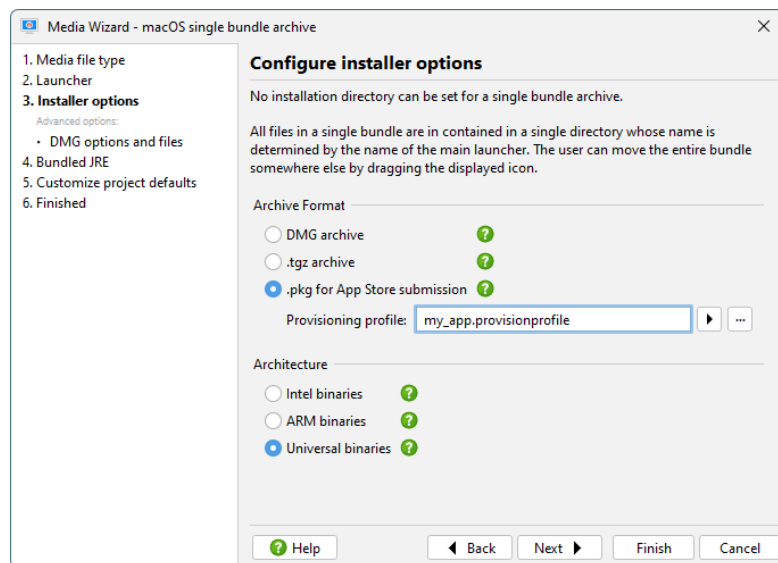 Media Wizard - macOS single bundle archive
1. Media file type
2. Launcher
3. Installer options
Advanced options:
· DMG options and files
4. Bundled JRE
5. Customize project defaults
6. Finished
Configure installer options
No installation directory can be set for a single bundle archive.
All files in a single bundle are in contained in a single directory whose name is
determined by the name of the main launcher. The user can move the entire bundle
somewhere else by dragging the displayed icon.
Archive Format
DMG archive ?
.tgz archive ?
.pkg for App Store submission ?
Provisioning profile: my_app.provisionprofile ...
Architecture
Intel binaries ?
ARM binaries ?
Universal binaries ?
? Help
Back
Next
Finish
Cancel